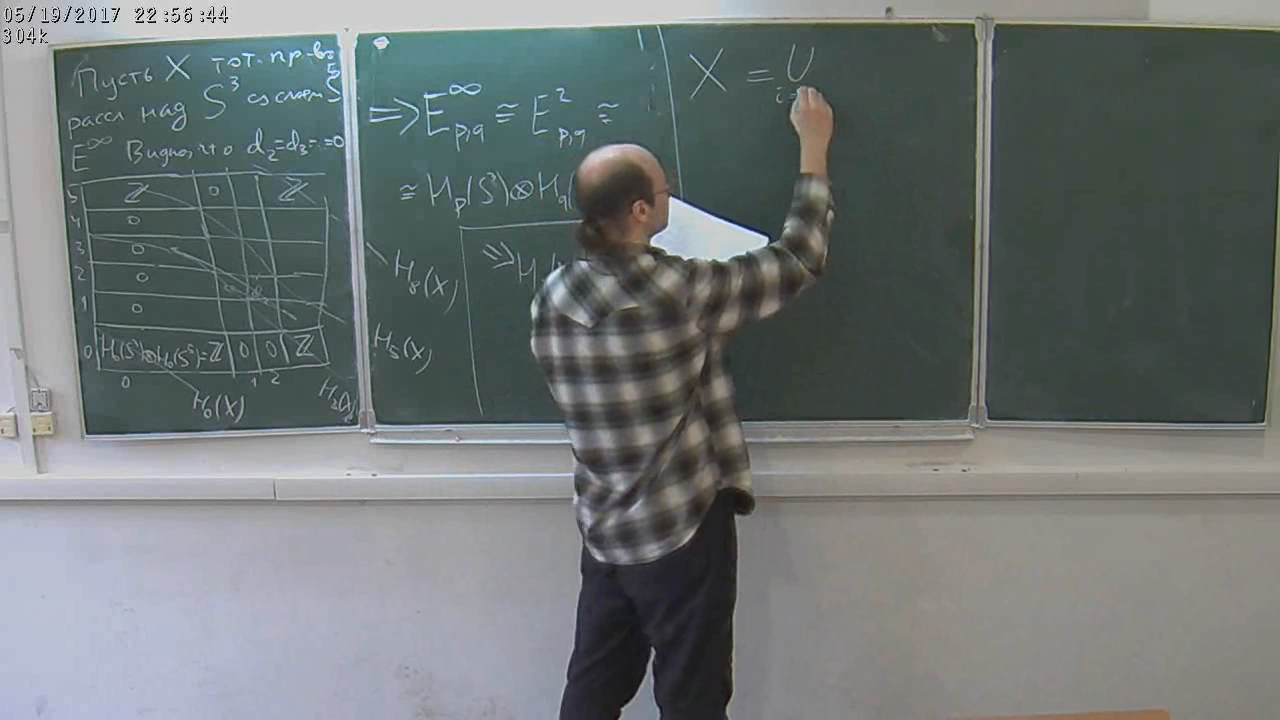 05/19/2017 22:56:44
304k
Пусть X тот. пр-во
рассл над S³ со слоем S⁵
E^∞ Видно, что d₂=d₃=...=0
5 ℤ 0 ℤ
4 0
3 0
2 0
1 0
0 H₀(S³)⊗H₀(S⁵)=ℤ 0 0 ℤ
0 1 2
H₀(X)
H₃(X)
H₈(X)
H₅(X)
⇒ E^∞_{p,q} ≅ E²_{p,q} ≅
≅ H_p(S³)⊗H_q(
⇒ H
X = ∪
i=